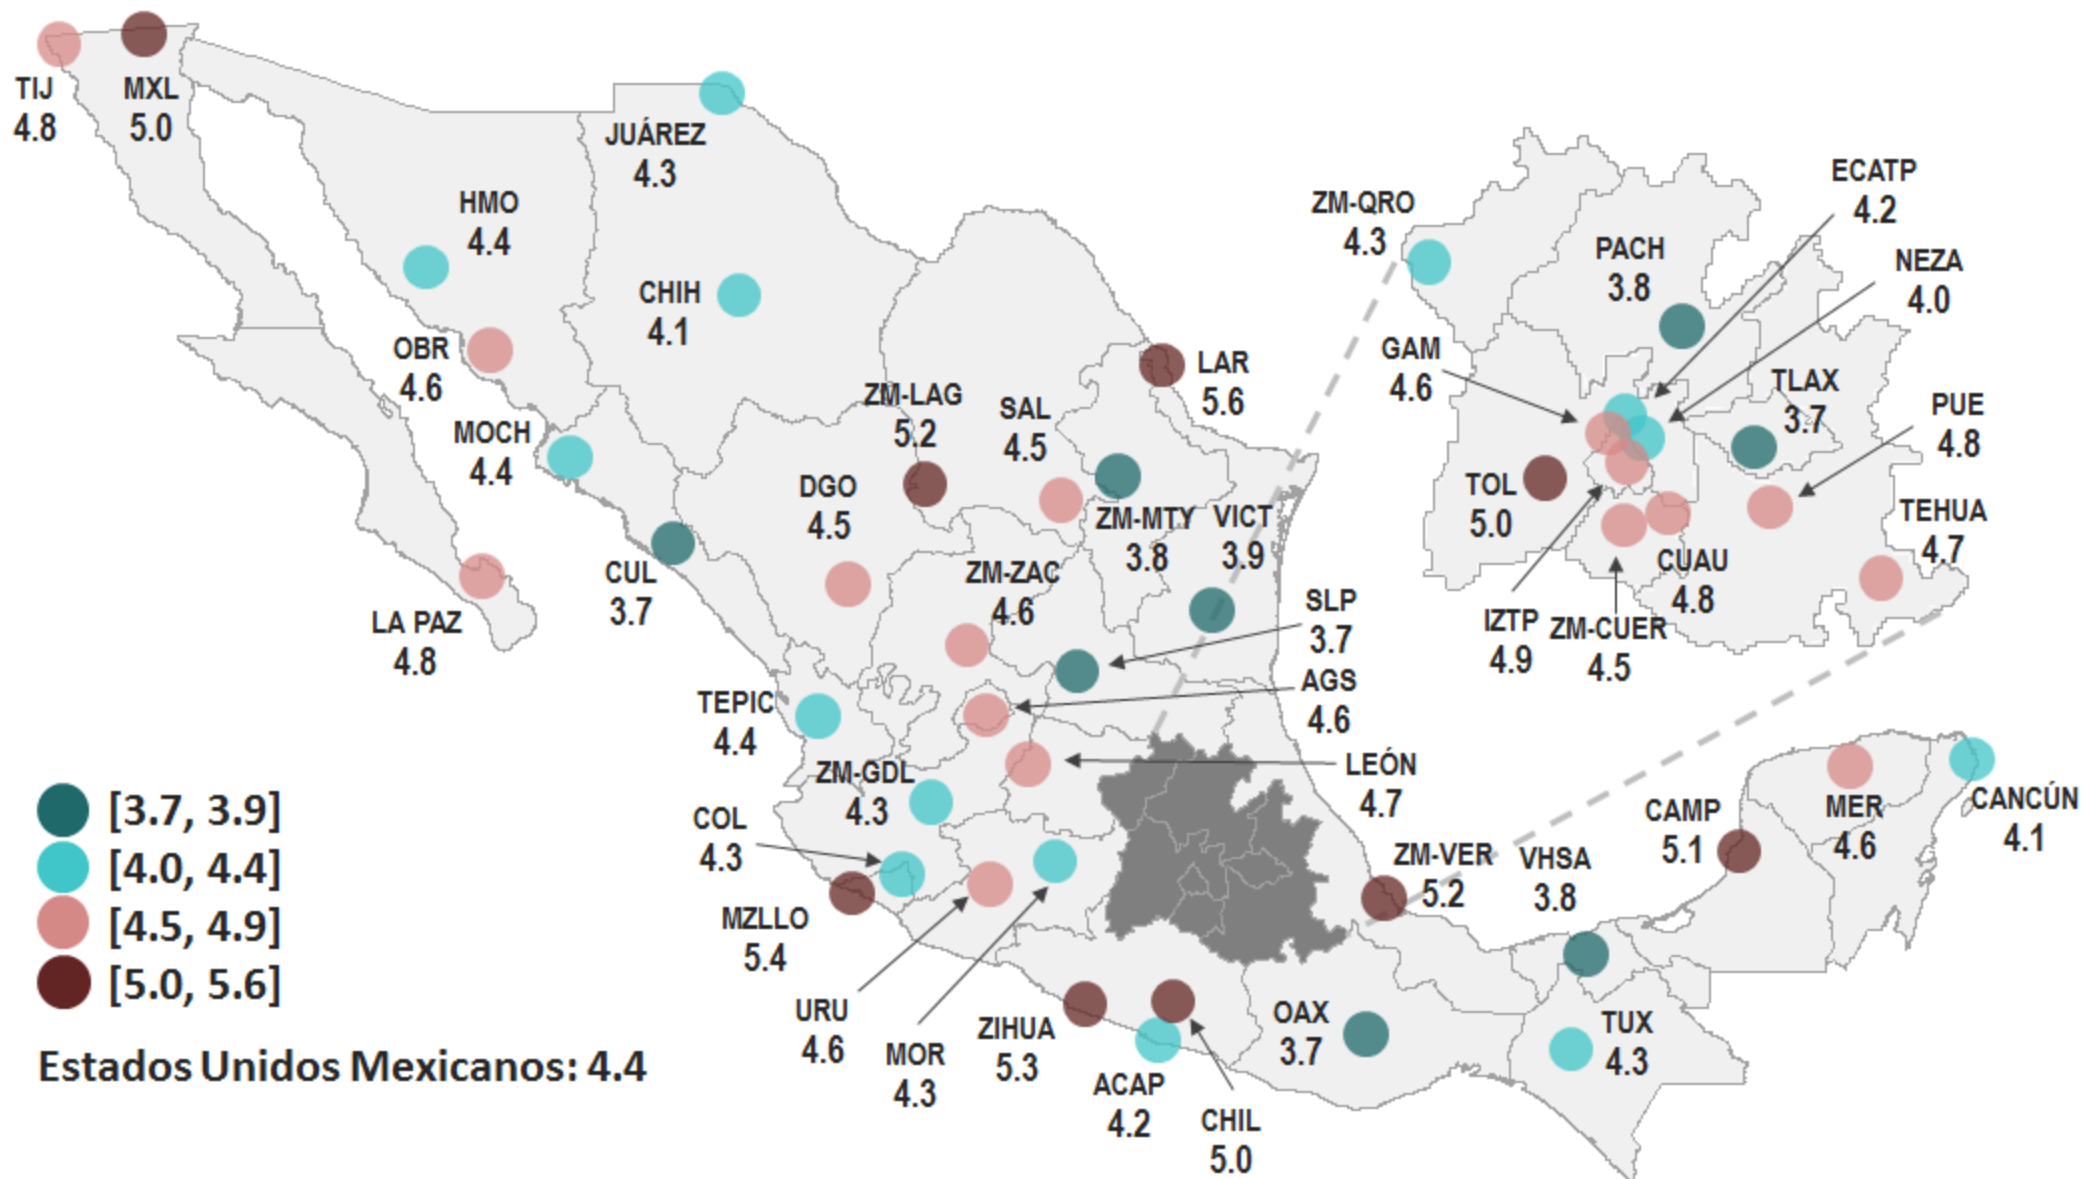 TIJ
4.8
MXL
5.0
JUÁREZ
4.3
HMO
4.4
CHIH
4.1
OBR
4.6
MOCH
4.4
LAR
5.6
ZM-LAG
5.2
SAL
4.5
DGO
4.5
ZM-MTY
3.8
VICT
3.9
CUL
3.7
LA PAZ
4.8
ZM-ZAC
4.6
SLP
3.7
AGS
4.6
TEPIC
4.4
LEÓN
4.7
ZM-GDL
4.3
COL
4.3
MZLLO
5.4
URU
4.6
MOR
4.3
ZIHUA
5.3
ACAP
4.2
CHIL
5.0
OAX
3.7
ZM-VER
5.2
VHSA
3.8
TUX
4.3
CAMP
5.1
MER
4.6
CANCÚN
4.1
ZM-QRO
4.3
PACH
3.8
ECATP
4.2
NEZA
4.0
GAM
4.6
TLAX
3.7
PUE
4.8
TOL
5.0
TEHUA
4.7
CUAU
4.8
IZTP
4.9
ZM-CUER
4.5
[3.7, 3.9]
[4.0, 4.4]
[4.5, 4.9]
[5.0, 5.6]
Estados Unidos Mexicanos: 4.4